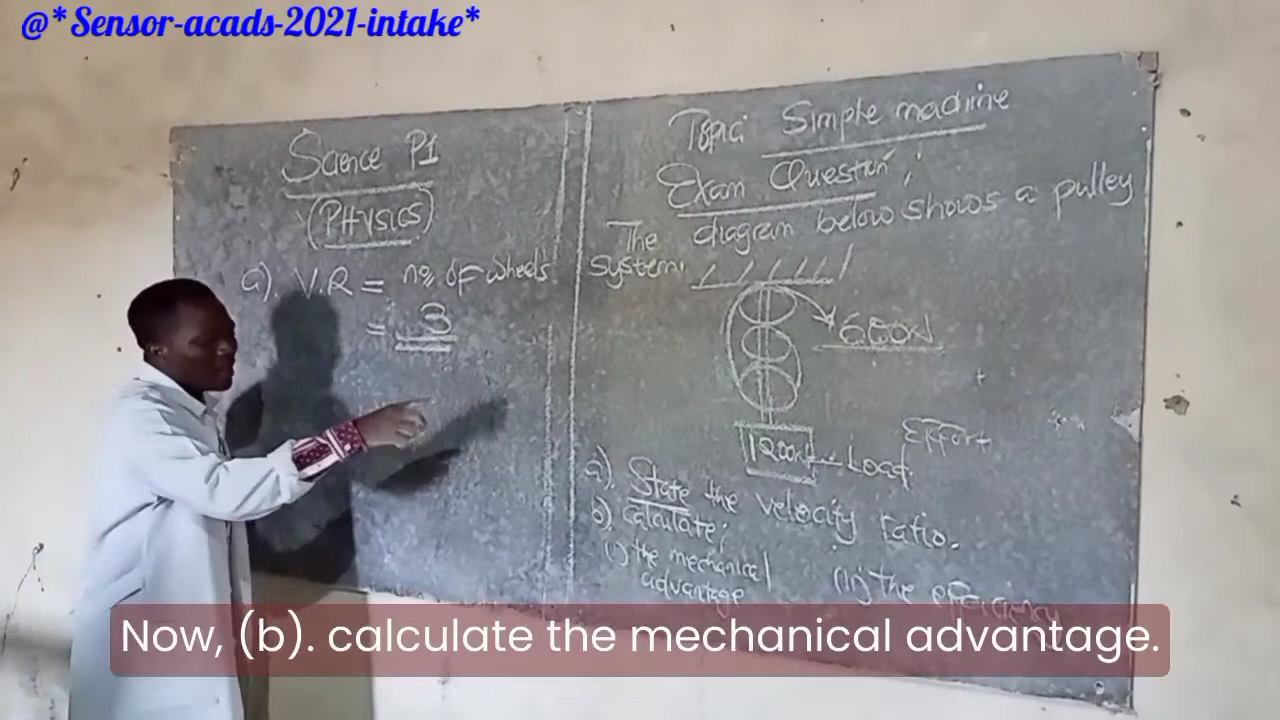 @*Sensor-acads-2021-intake*
Science P1
(PHYSICS)
a). V.R = no. of wheels
= 3
Topic: Simple machine
Exam Question;
The diagram below shows a pulley
system.
600N
1200N Load
Effort
a). State the velocity ratio.
b). Calculate;
(i) the mechanical
advantage
(ii) the efficiency
Now, (b). calculate the mechanical advantage.